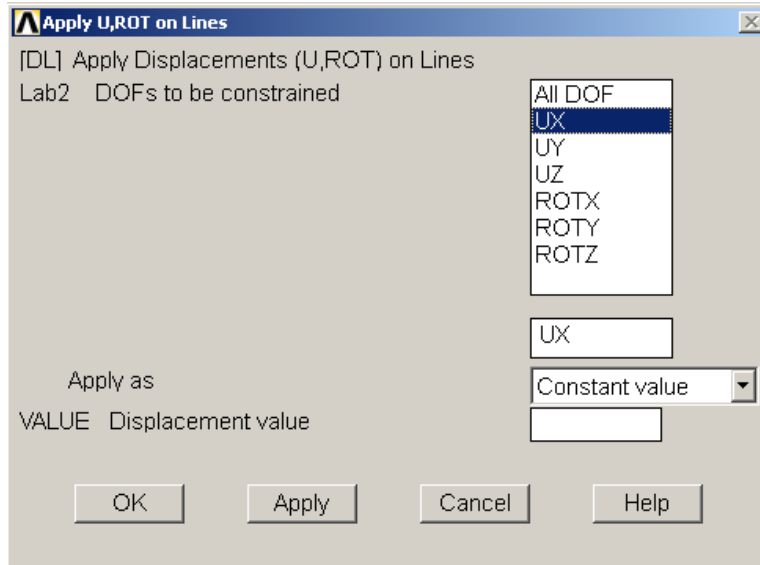 Apply U,ROT on Lines
[DL] Apply Displacements (U,ROT) on Lines
Lab2 DOFs to be constrained
All DOF
UX
UY
UZ
ROTX
ROTY
ROTZ
UX
Apply as
Constant value
VALUE Displacement value
OK Apply Cancel Help